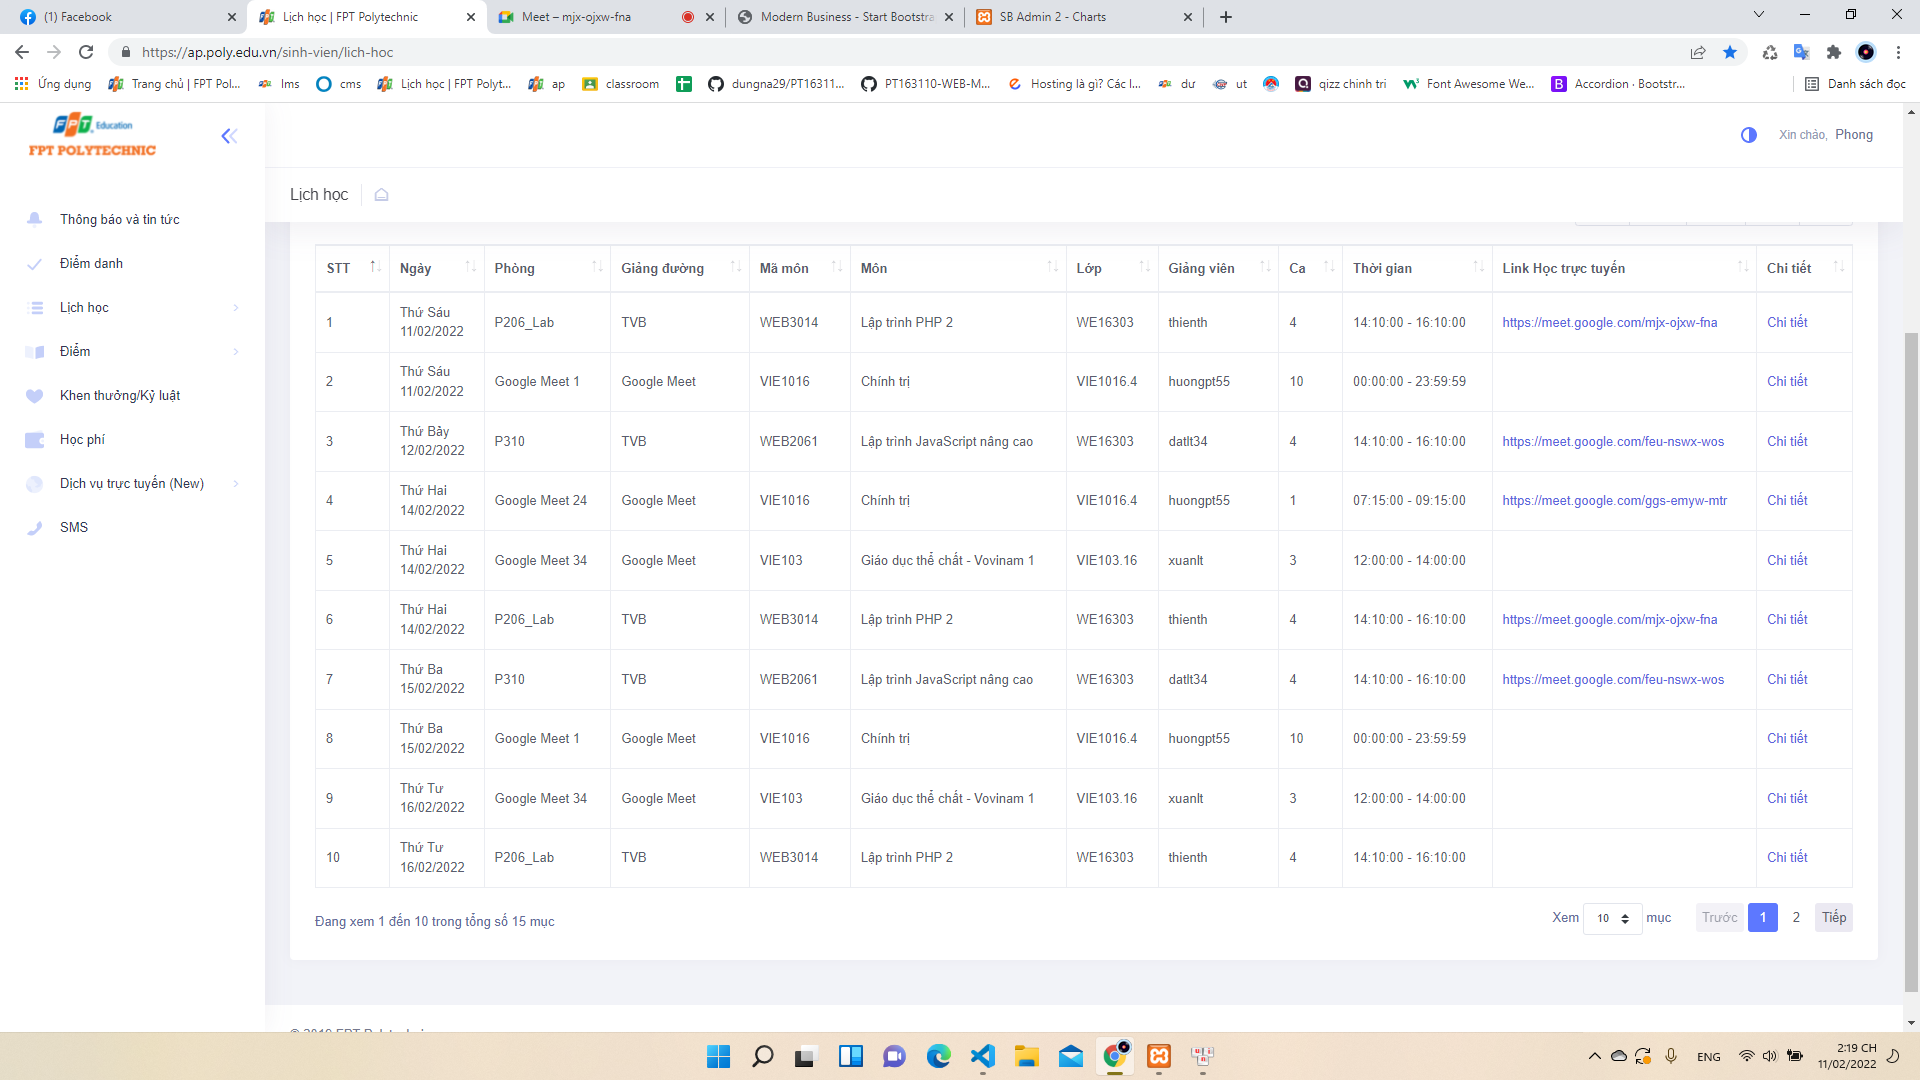 (1) Facebook
Lịch học | FPT Polytechnic
Meet – mjx-ojxw-fna
Modern Business - Start Bootstra
SB Admin 2 - Charts
https://ap.poly.edu.vn/sinh-vien/lich-hoc
Ứng dụng
Trang chủ | FPT Pol...
lms
cms
Lịch học | FPT Polyt...
ap
classroom
dungna29/PT16311...
PT163110-WEB-M...
Hosting là gì? Các l...
dư
ut
qizz chinh tri
Font Awesome We...
Accordion · Bootstr...
Danh sách đọc
FPT Education
FPT POLYTECHNIC
Xin chào, Phong
Lịch học
Thông báo và tin tức
Điểm danh
Lịch học
Điểm
Khen thưởng/Kỷ luật
Học phí
Dịch vụ trực tuyến (New)
SMS
STT Ngày Phòng Giảng đường Mã môn Môn Lớp Giảng viên Ca Thời gian Link Học trực tuyến Chi tiết
1 Thứ Sáu 11/02/2022 P206_Lab TVB WEB3014 Lập trình PHP 2 WE16303 thienth 4 14:10:00 - 16:10:00 https://meet.google.com/mjx-ojxw-fna Chi tiết
2 Thứ Sáu 11/02/2022 Google Meet 1 Google Meet VIE1016 Chính trị VIE1016.4 huongpt55 10 00:00:00 - 23:59:59 Chi tiết
3 Thứ Bảy 12/02/2022 P310 TVB WEB2061 Lập trình JavaScript nâng cao WE16303 datlt34 4 14:10:00 - 16:10:00 https://meet.google.com/feu-nswx-wos Chi tiết
4 Thứ Hai 14/02/2022 Google Meet 24 Google Meet VIE1016 Chính trị VIE1016.4 huongpt55 1 07:15:00 - 09:15:00 https://meet.google.com/ggs-emyw-mtr Chi tiết
5 Thứ Hai 14/02/2022 Google Meet 34 Google Meet VIE103 Giáo dục thể chất - Vovinam 1 VIE103.16 xuanlt 3 12:00:00 - 14:00:00 Chi tiết
6 Thứ Hai 14/02/2022 P206_Lab TVB WEB3014 Lập trình PHP 2 WE16303 thienth 4 14:10:00 - 16:10:00 https://meet.google.com/mjx-ojxw-fna Chi tiết
7 Thứ Ba 15/02/2022 P310 TVB WEB2061 Lập trình JavaScript nâng cao WE16303 datlt34 4 14:10:00 - 16:10:00 https://meet.google.com/feu-nswx-wos Chi tiết
8 Thứ Ba 15/02/2022 Google Meet 1 Google Meet VIE1016 Chính trị VIE1016.4 huongpt55 10 00:00:00 - 23:59:59 Chi tiết
9 Thứ Tư 16/02/2022 Google Meet 34 Google Meet VIE103 Giáo dục thể chất - Vovinam 1 VIE103.16 xuanlt 3 12:00:00 - 14:00:00 Chi tiết
10 Thứ Tư 16/02/2022 P206_Lab TVB WEB3014 Lập trình PHP 2 WE16303 thienth 4 14:10:00 - 16:10:00 Chi tiết
Đang xem 1 đến 10 trong tổng số 15 mục
Xem 10 mục
Trước 1 2 Tiếp
ENG
2:19 CH
11/02/2022